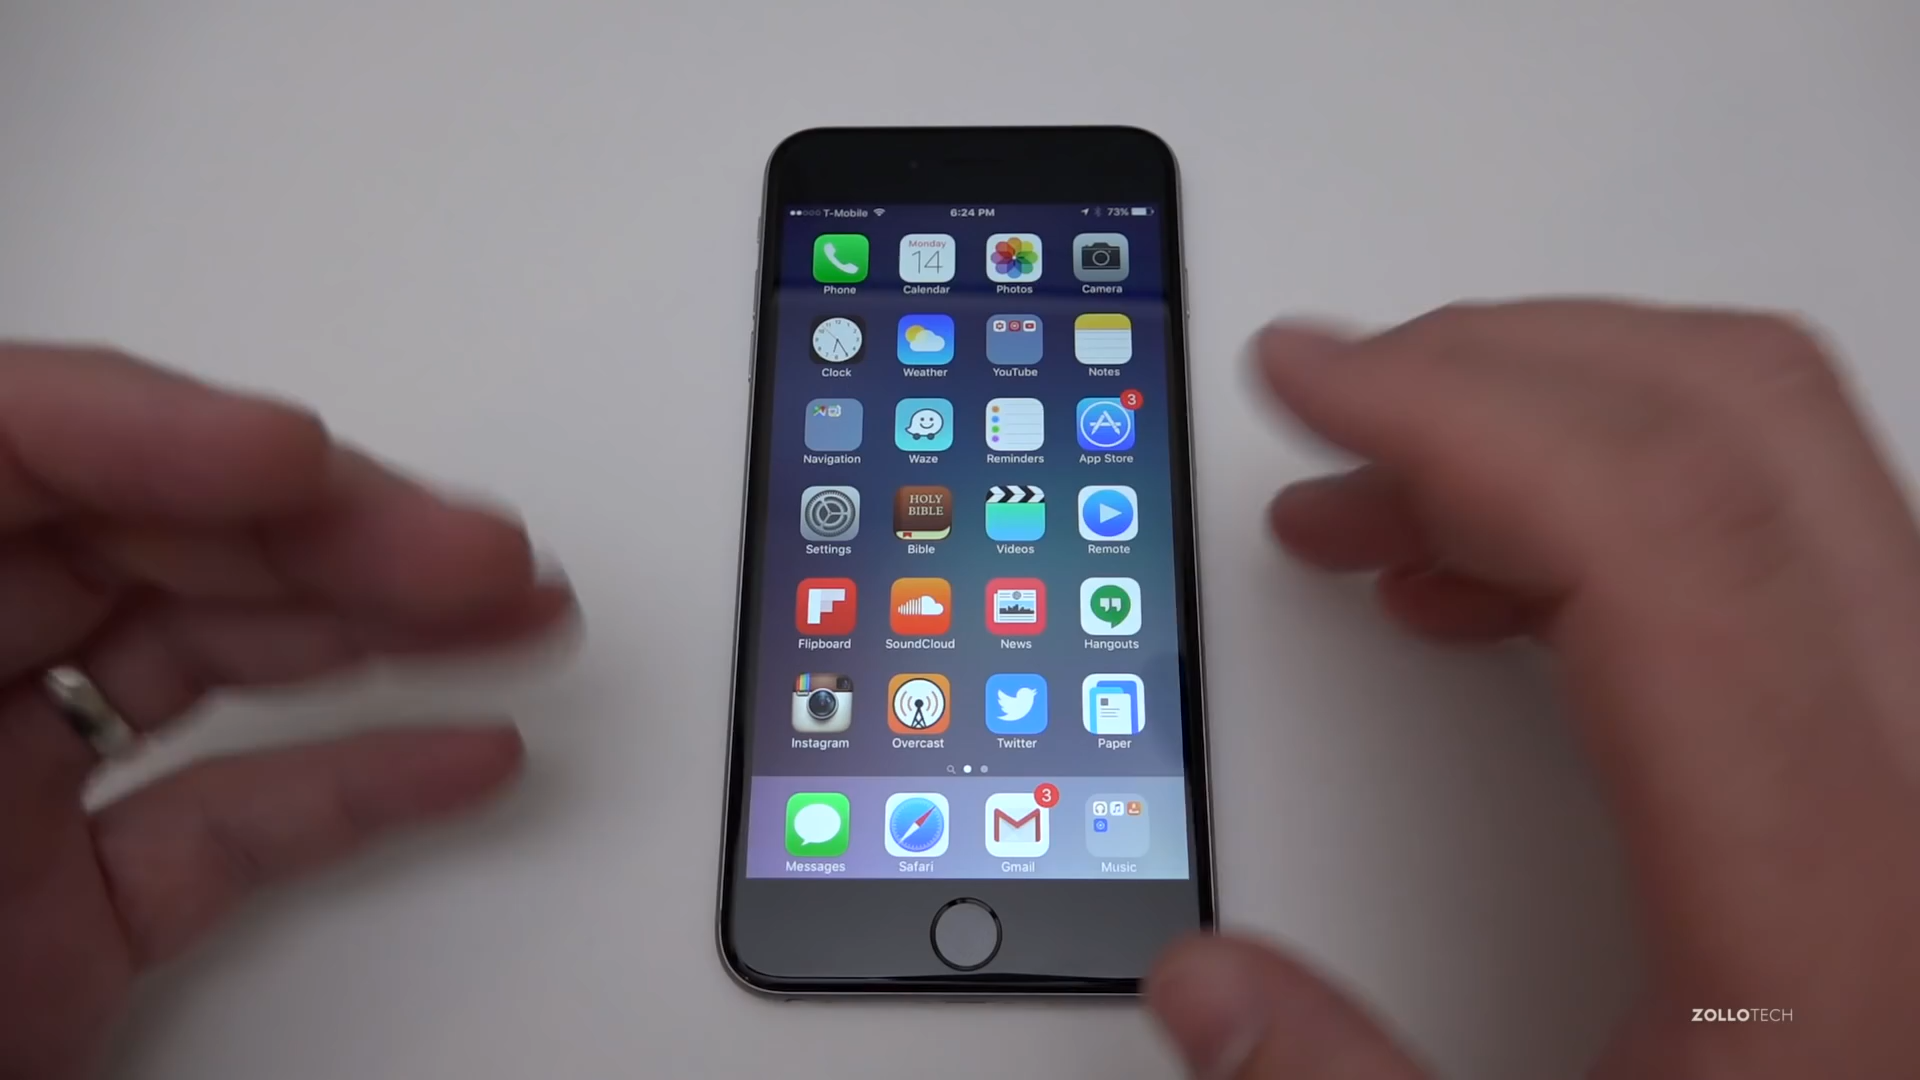 T-Mobile 6:24 PM 73%
Monday
14
Phone Calendar Photos Camera
Clock Weather YouTube Notes
3
Navigation Waze Reminders App Store
HOLY
BIBLE
Settings Bible Videos Remote
Flipboard SoundCloud News Hangouts
Instagram Overcast Twitter Paper
3
Messages Safari Gmail Music
ZOLLOTECH